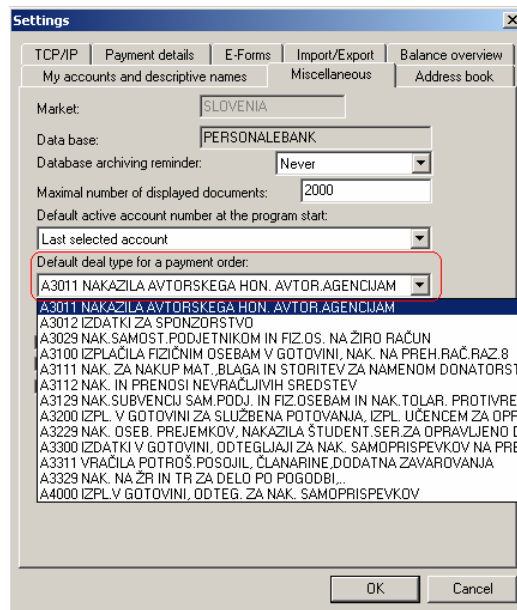 Settings
TCP/IP Payment details E-Forms Import/Export Balance overview
My accounts and descriptive names Miscellaneous Address book
Market: SLOVENIA
Data base: PERSONALEBANK
Database archiving reminder: Never
Maximal number of displayed documents: 2000
Default active account number at the program start:
Last selected account
Default deal type for a payment order:
A3011 NAKAZILA AVTORSKEGA HON. AVTOR.AGENCIJAM
A3011 NAKAZILA AVTORSKEGA HON. AVTOR.AGENCIJAM
A3012 IZDATKI ZA SPONZORSTVO
A3029 NAK.SAMOST.PODJETNIKOM IN FIZ.OS. NA ŽIRO RAČUN
A3100 IZPLAČILA FIZIČNIM OSEBAM V GOTOVINI, NAK. NA PREH.RAČ.RAZ.8
A3111 NAK. ZA NAKUP MAT.,BLAGA IN STORITEV ZA NAMENOM DONATORST
A3112 NAK. IN PRENOSI NEVRAČLJIVIH SREDSTEV
A3129 NAK.SUBVENCIJ SAM.PODJ. IN FIZ.OSEBAM IN NAK.TOLAR. PROTIVRE
A3200 IZPL. V GOTOVINI ZA SLUŽBENA POTOVANJA, IZPL. UČENCEM ZA OPF
A3229 NAK. OSEB. PREJEMKOV, NAKAZILA ŠTUDENT.SER.ZA OPRAVLJENO D
A3300 IZDATKI V GOTOVINI, ODTEGLJAJI ZA NAK. SAMOPRISPEVKOV NA PRE
A3311 VRAČILA POTROŠ.POSOJIL, ČLANARINE,DODATNA ZAVAROVANJA
A3329 NAK. NA ŽR IN TR ZA DELO PO POGODBI,..
A4000 IZPL.V GOTOVINI, ODTEG. ZA NAK. SAMOPRISPEVKOV
OK Cancel